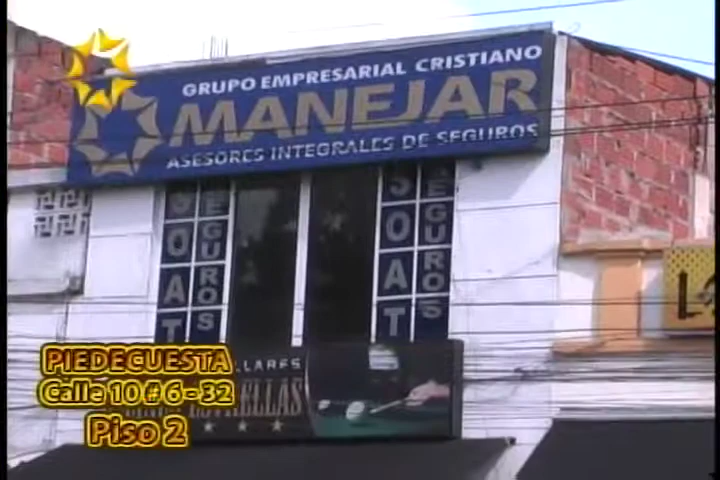 GRUPO EMPRESARIAL CRISTIANO
MANEJAR
ASESORES INTEGRALES DE SEGUROS
SOAT
SEGUROS
SOAT
SEGUROS
PIEDECUESTA
Calle 10 # 6 - 32
Piso 2